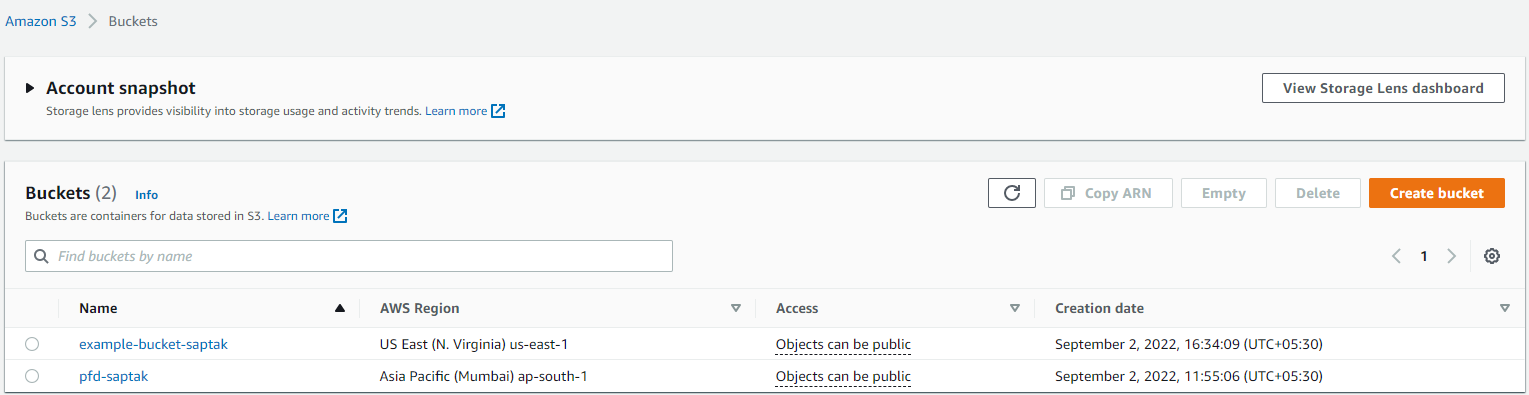 Amazon S3 > Buckets
Account snapshot
View Storage Lens dashboard
Storage lens provides visibility into storage usage and activity trends. Learn more
Buckets (2) Info
Copy ARN Empty Delete Create bucket
Buckets are containers for data stored in S3. Learn more
Find buckets by name
1
Name AWS Region Access Creation date
example-bucket-saptak US East (N. Virginia) us-east-1 Objects can be public September 2, 2022, 16:34:09 (UTC+05:30)
pfd-saptak Asia Pacific (Mumbai) ap-south-1 Objects can be public September 2, 2022, 11:55:06 (UTC+05:30)